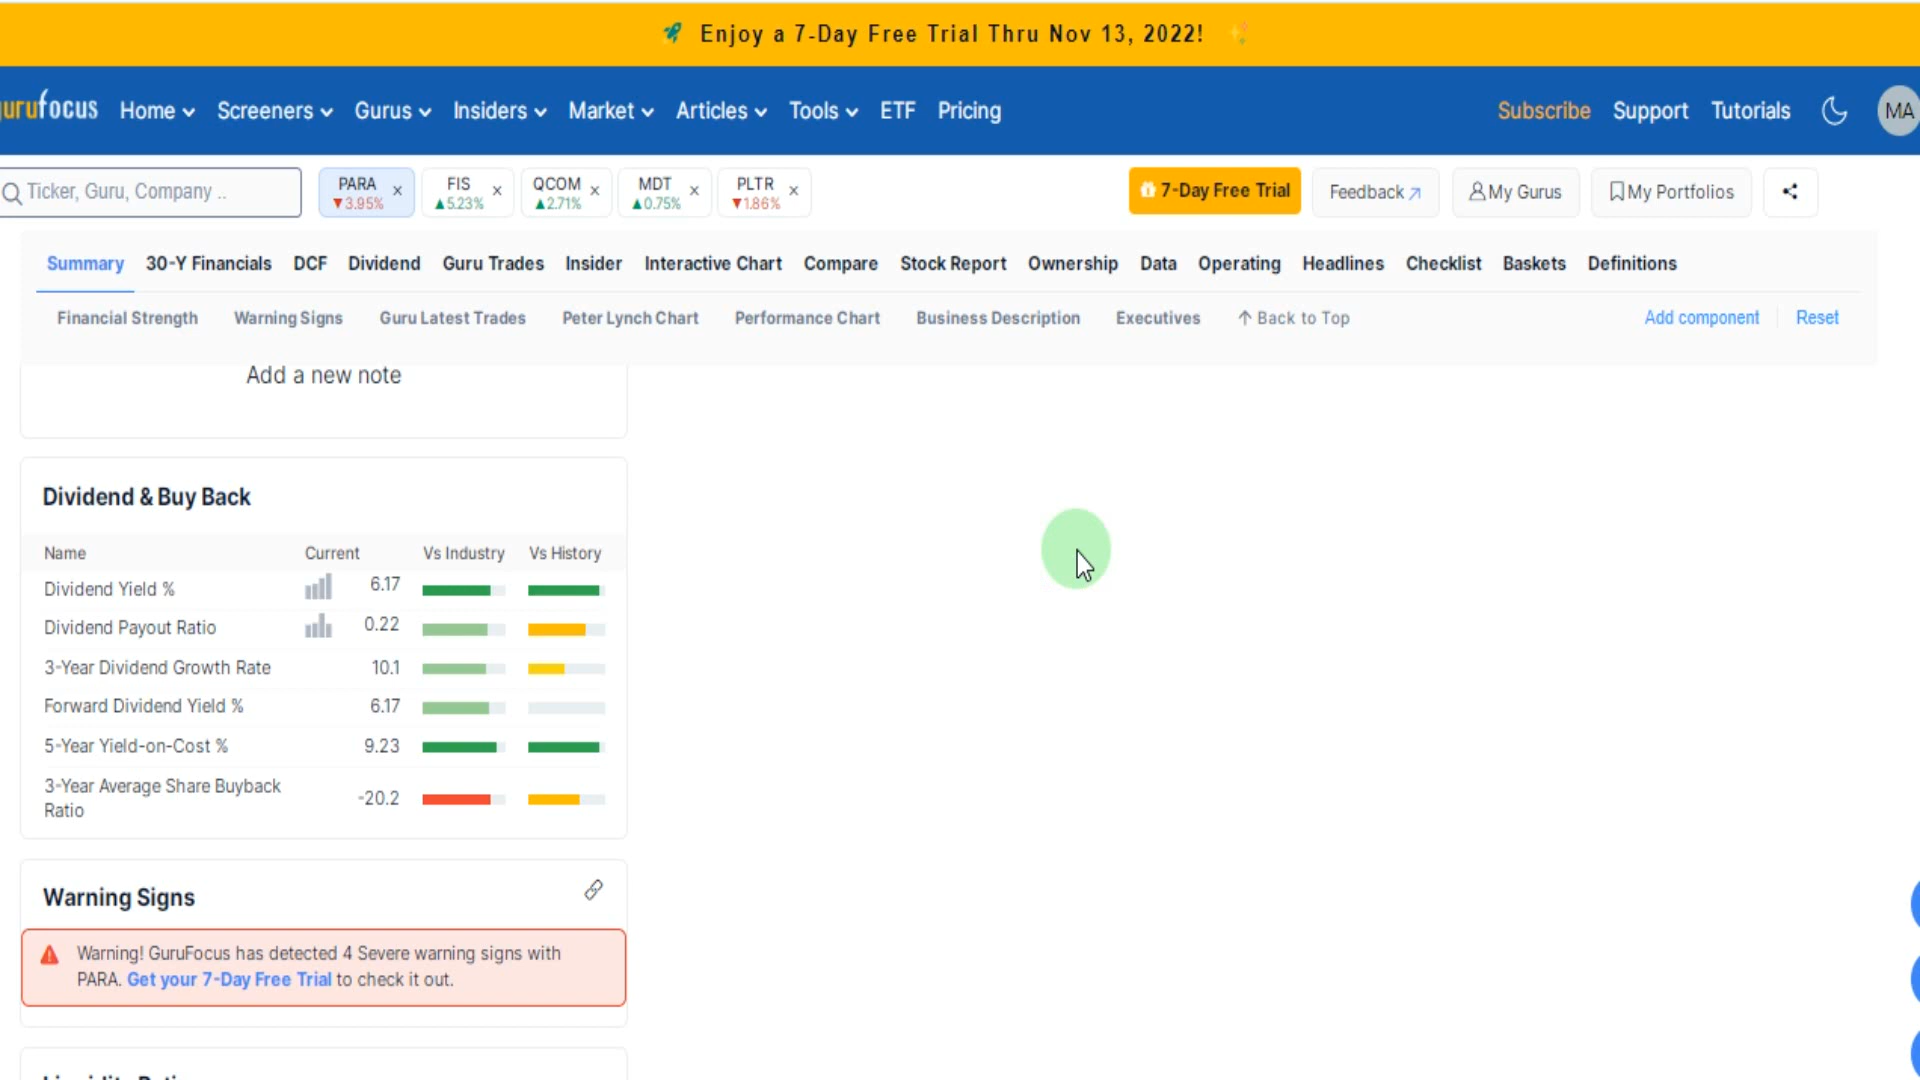 Enjoy a 7-Day Free Trial Thru Nov 13, 2022!
gurufocus Home Screeners Gurus Insiders Market Articles Tools ETF Pricing Subscribe Support Tutorials MA
Ticker, Guru, Company .. PARA × FIS × QCOM × MDT × PLTR × 7-Day Free Trial Feedback My Gurus My Portfolios
▼3.95% ▲5.23% ▲2.71% ▲0.75% ▼1.86%
Summary 30-Y Financials DCF Dividend Guru Trades Insider Interactive Chart Compare Stock Report Ownership Data Operating Headlines Checklist Baskets Definitions
Financial Strength Warning Signs Guru Latest Trades Peter Lynch Chart Performance Chart Business Description Executives ↑ Back to Top Add component Reset
Add a new note
Dividend & Buy Back
Name Current Vs Industry Vs History
Dividend Yield % 6.17
Dividend Payout Ratio 0.22
3-Year Dividend Growth Rate 10.1
Forward Dividend Yield % 6.17
5-Year Yield-on-Cost % 9.23
3-Year Average Share Buyback
Ratio -20.2
Warning Signs
Warning! GuruFocus has detected 4 Severe warning signs with
PARA. Get your 7-Day Free Trial to check it out.